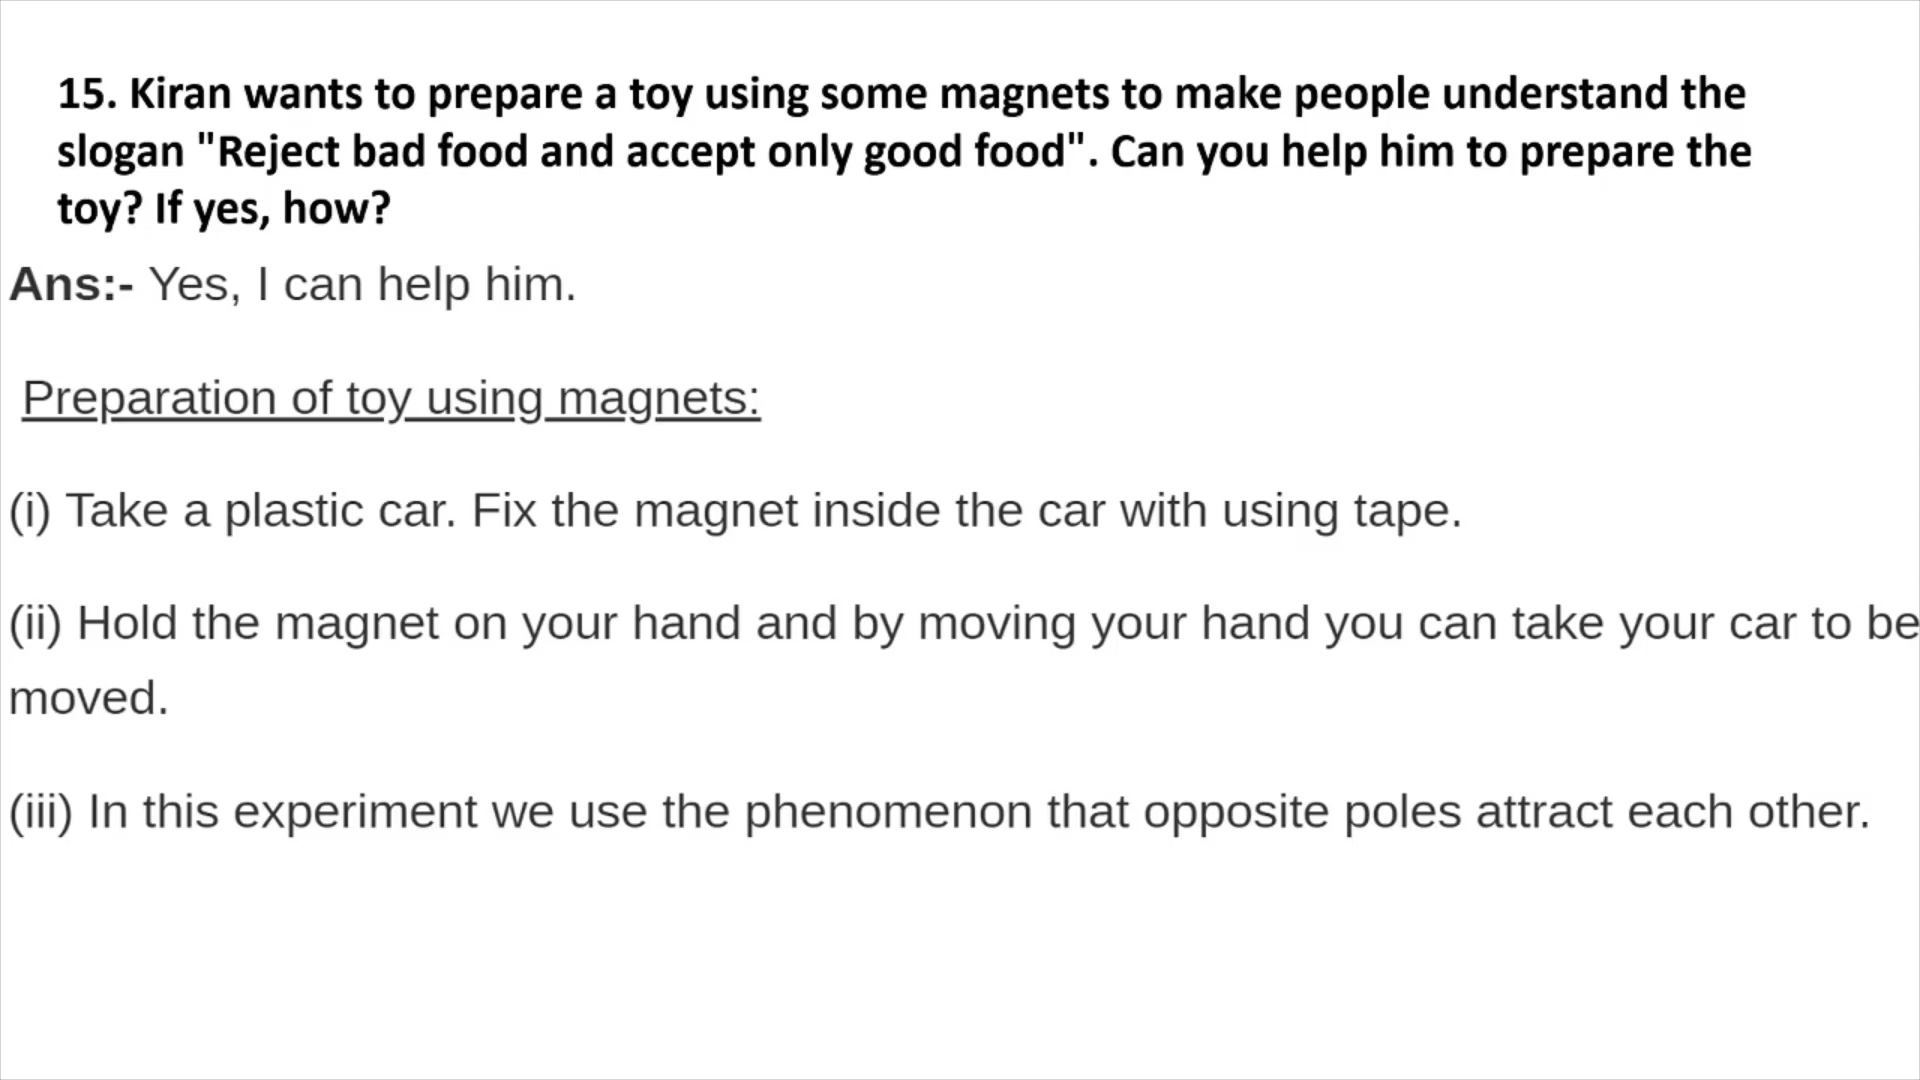 15. Kiran wants to prepare a toy using some magnets to make people understand the
slogan "Reject bad food and accept only good food". Can you help him to prepare the
toy? If yes, how?
Ans:- Yes, I can help him.
Preparation of toy using magnets:
(i) Take a plastic car. Fix the magnet inside the car with using tape.
(ii) Hold the magnet on your hand and by moving your hand you can take your car to be
moved.
(iii) In this experiment we use the phenomenon that opposite poles attract each other.